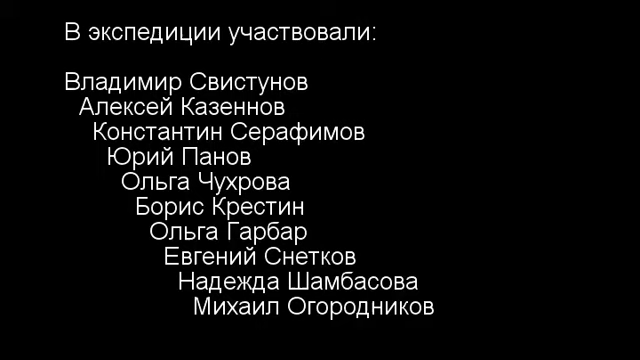 В экспедиции участвовали:
Владимир Свистунов
Алексей Казеннов
Константин Серафимов
Юрий Панов
Ольга Чухрова
Борис Крестин
Ольга Гарбар
Евгений Снетков
Надежда Шамбасова
Михаил Огородников